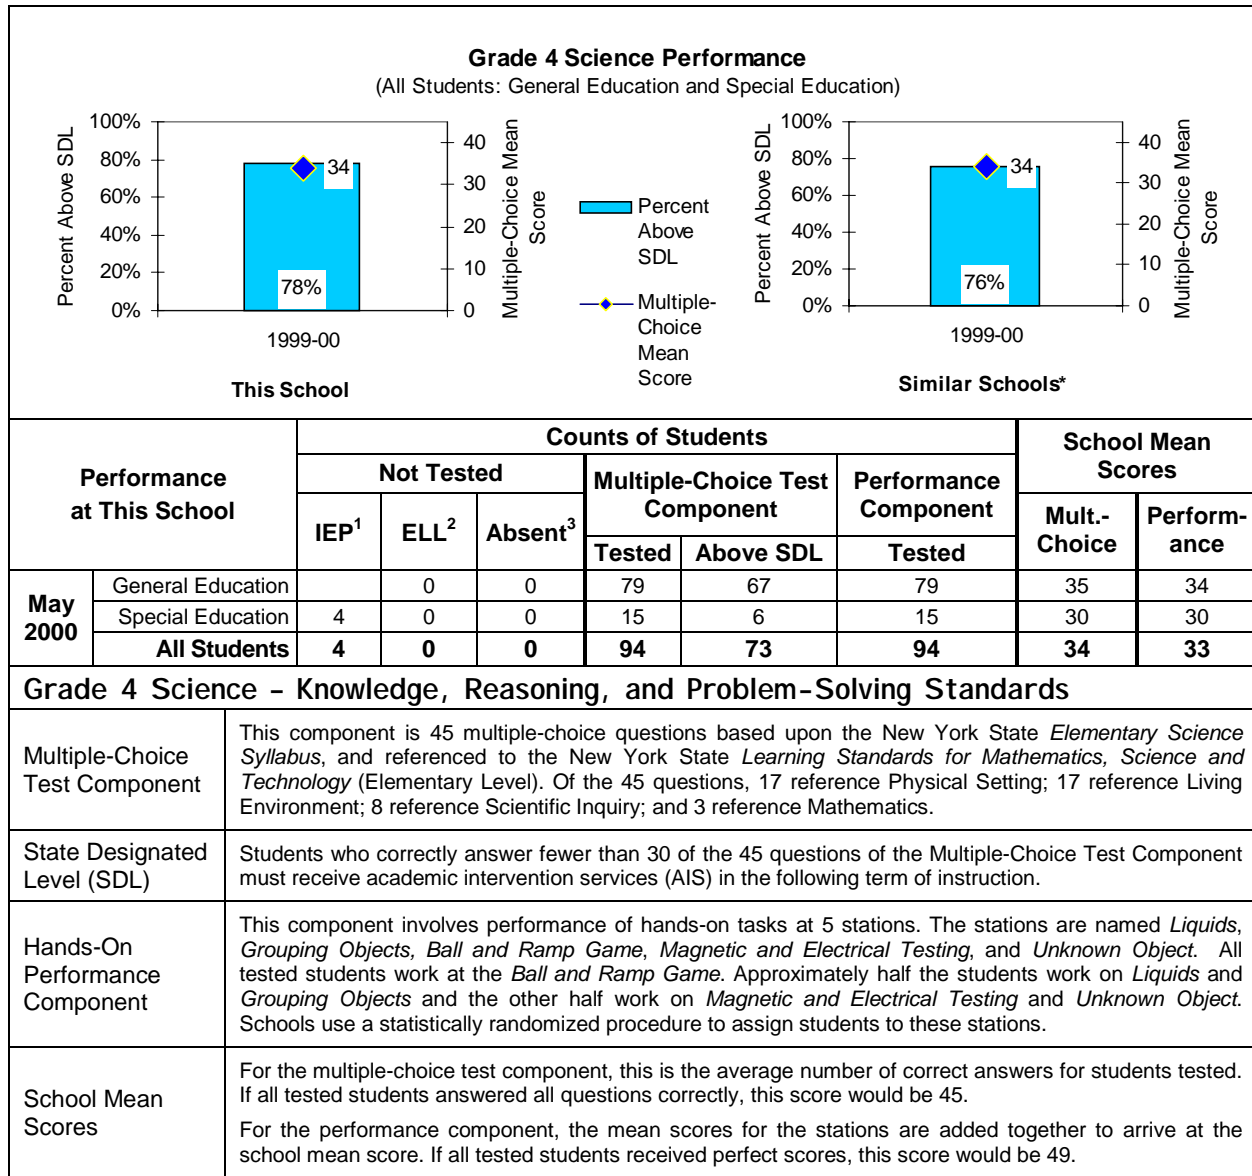 Grade 4 Science Performance
(All Students: General Education and Special Education)
Percent Above SDL
100%
80%
60%
40%
20%
0%
34
78%
1999-00
40
30
20
10
0
Multiple-Choice Mean
Score
This School
Percent
Above
SDL
Multiple-
Choice
Mean
Score
Percent Above SDL
100%
80%
60%
40%
20%
0%
34
76%
1999-00
40
30
20
10
0
Multiple-Choice Mean
Score
Similar Schools*
Performance
at This School
Counts of Students
School Mean
Scores
Not Tested
Multiple-Choice Test
Component
Performance
Component
IEP1 ELL2 Absent3
Tested Above SDL Tested
Mult.-
Choice
Perform-
ance
May
2000
General Education 0 0 79 67 79 35 34
Special Education 4 0 0 15 6 15 30 30
All Students 4 0 0 94 73 94 34 33
Grade 4 Science – Knowledge, Reasoning, and Problem-Solving Standards
Multiple-Choice
Test Component
This component is 45 multiple-choice questions based upon the New York State Elementary Science
Syllabus, and referenced to the New York State Learning Standards for Mathematics, Science and
Technology (Elementary Level). Of the 45 questions, 17 reference Physical Setting; 17 reference Living
Environment; 8 reference Scientific Inquiry; and 3 reference Mathematics.
State Designated
Level (SDL)
Students who correctly answer fewer than 30 of the 45 questions of the Multiple-Choice Test Component
must receive academic intervention services (AIS) in the following term of instruction.
Hands-On
Performance
Component
This component involves performance of hands-on tasks at 5 stations. The stations are named Liquids,
Grouping Objects, Ball and Ramp Game, Magnetic and Electrical Testing, and Unknown Object. All
tested students work at the Ball and Ramp Game. Approximately half the students work on Liquids and
Grouping Objects and the other half work on Magnetic and Electrical Testing and Unknown Object.
Schools use a statistically randomized procedure to assign students to these stations.
School Mean
Scores
For the multiple-choice test component, this is the average number of correct answers for students tested.
If all tested students answered all questions correctly, this score would be 45.
For the performance component, the mean scores for the stations are added together to arrive at the
school mean score. If all tested students received perfect scores, this score would be 49.